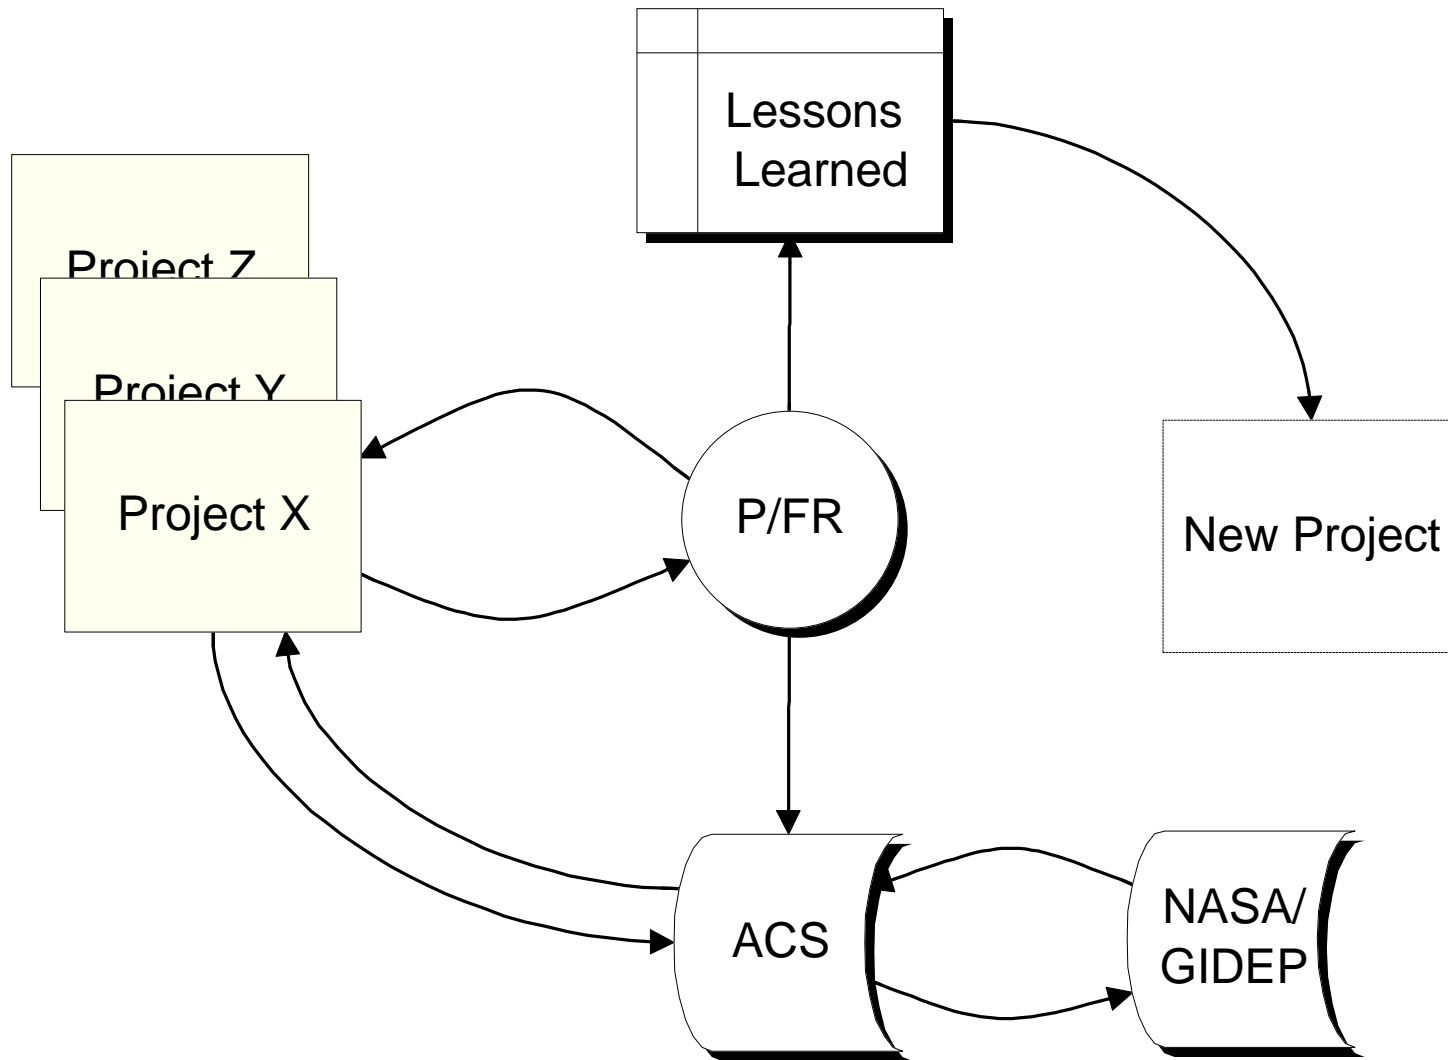 Lessons
Learned
Project Z
Project Y
Project X
P/FR
New Project
ACS
NASA/
GIDEP